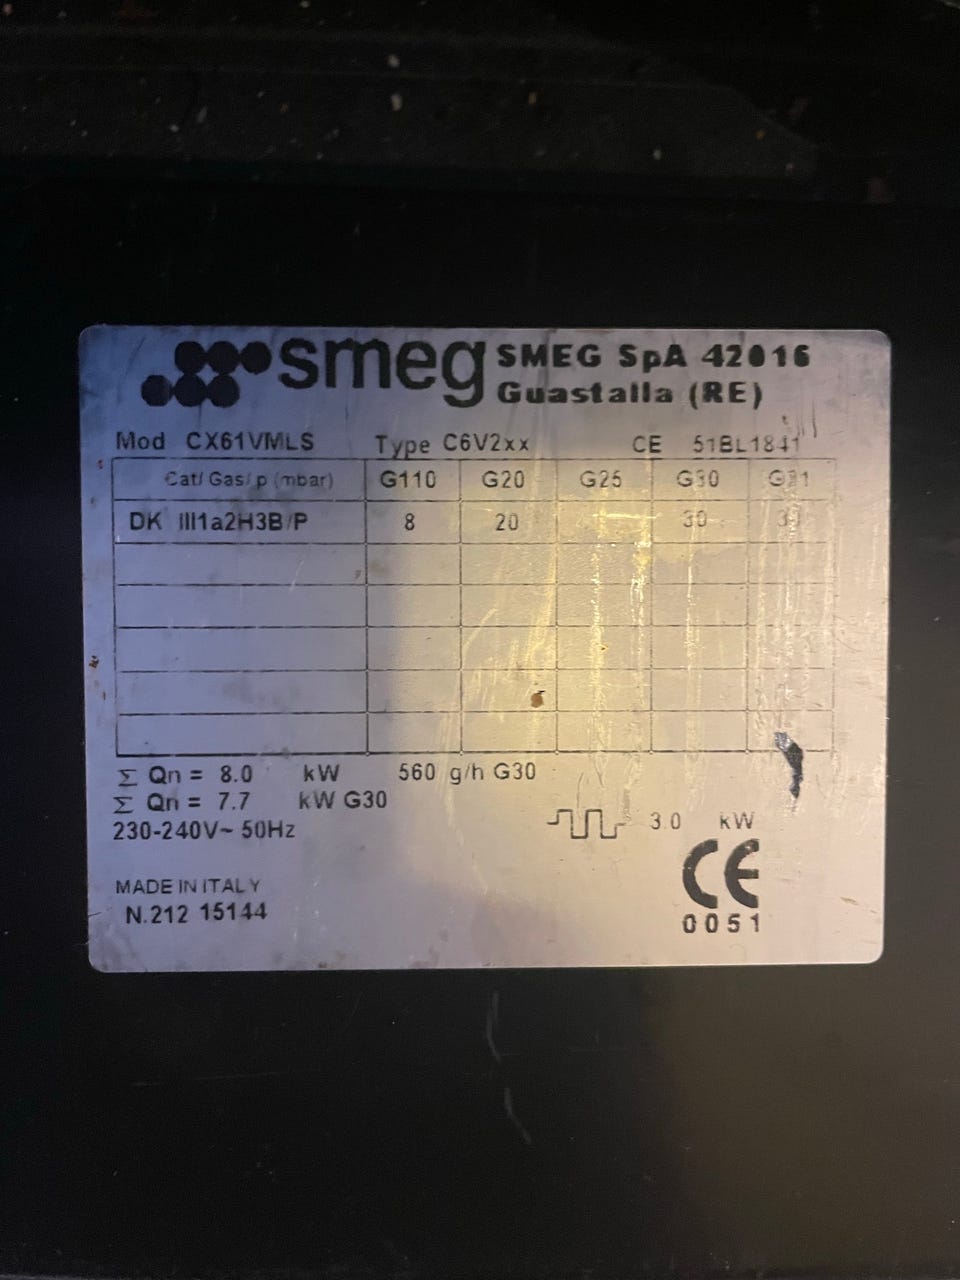 smeg SMEG SpA 42016
Guastalla (RE)
Mod CX61VMLS Type C6V2xx CE 51BL1841
Cat/ Gas/ p (mbar) G110 G20 G25 G30 G31
DK III1a2H3B/P 8 20 30 30
Σ Qn = 8.0 kW 560 g/h G30
Σ Qn = 7.7 kW G30
230-240V~ 50Hz
3.0 kW
CE
MADE IN ITALY
N.212 15144
0051